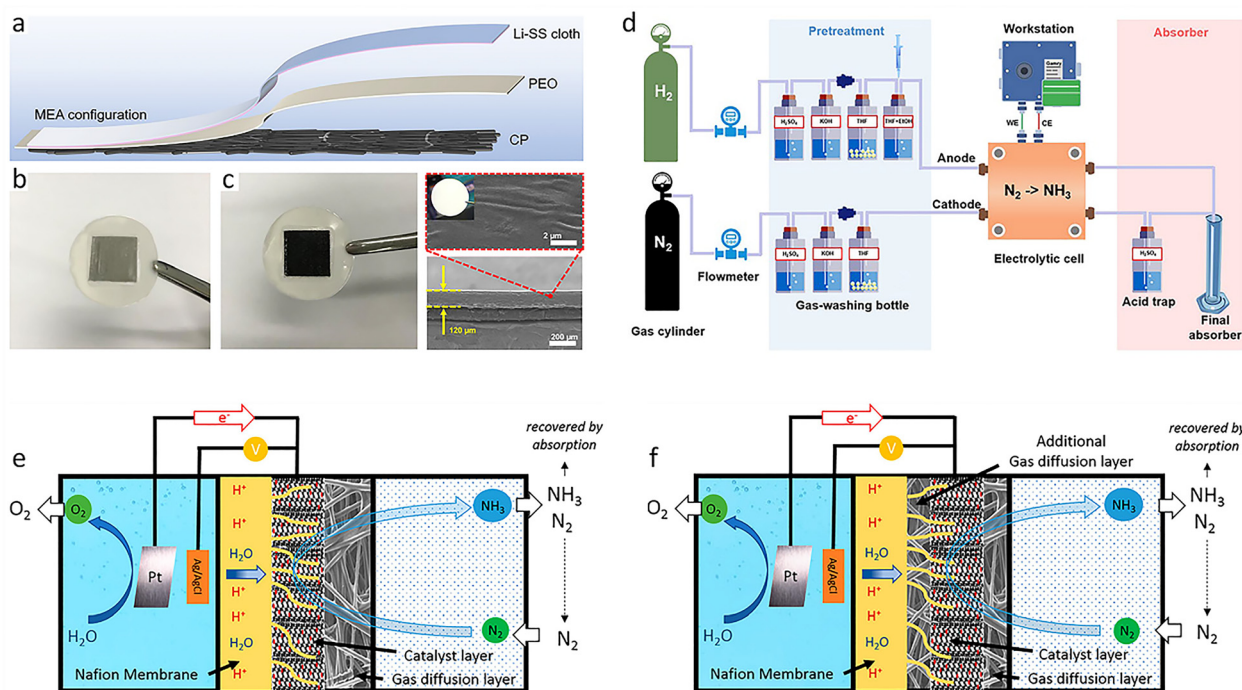 a
Li-SS cloth
PEO
MEA configuration
CP
b
c
2 µm
120 µm
200 µm
d
Pretreatment
Workstation
Absorber
Gamry
H₂
H₂SO₄
KOH
THF
THF+EtOH
WE
CE
Anode
N₂ -> NH₃
Cathode
N₂
H₂SO₄
KOH
THF
H₂SO₄
Flowmeter
Electrolytic cell
Gas-washing bottle
Acid trap
Gas cylinder
Final
absorber
e
e⁻
V
recovered by
absorption
O₂
O₂
H⁺
H⁺
H₂O
H⁺
H⁺
H₂O
H⁺
NH₃
NH₃
N₂
Pt
Ag/AgCl
H₂O
N₂
N₂
Catalyst layer
Nafion Membrane
Gas diffusion layer
f
e⁻
V
Additional
Gas diffusion layer
recovered by
absorption
O₂
O₂
H⁺
H⁺
H₂O
H⁺
H⁺
H₂O
H⁺
NH₃
NH₃
N₂
Pt
Ag/AgCl
H₂O
N₂
N₂
Catalyst layer
Nafion Membrane
Gas diffusion layer